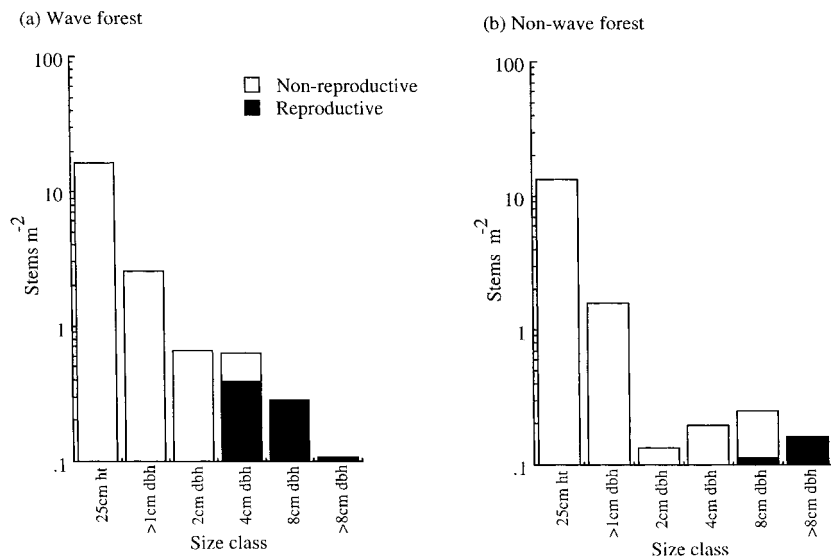 (a) Wave forest
100
10
1
.1
Stems m-2
Non-reproductive
Reproductive
25cm ht
>1cm dbh
2cm dbh
4cm dbh
8cm dbh
>8cm dbh
Size class
(b) Non-wave forest
100
10
1
.1
Stems m-2
25cm ht
>1cm dbh
2cm dbh
4cm dbh
8cm dbh
>8cm dbh
Size class